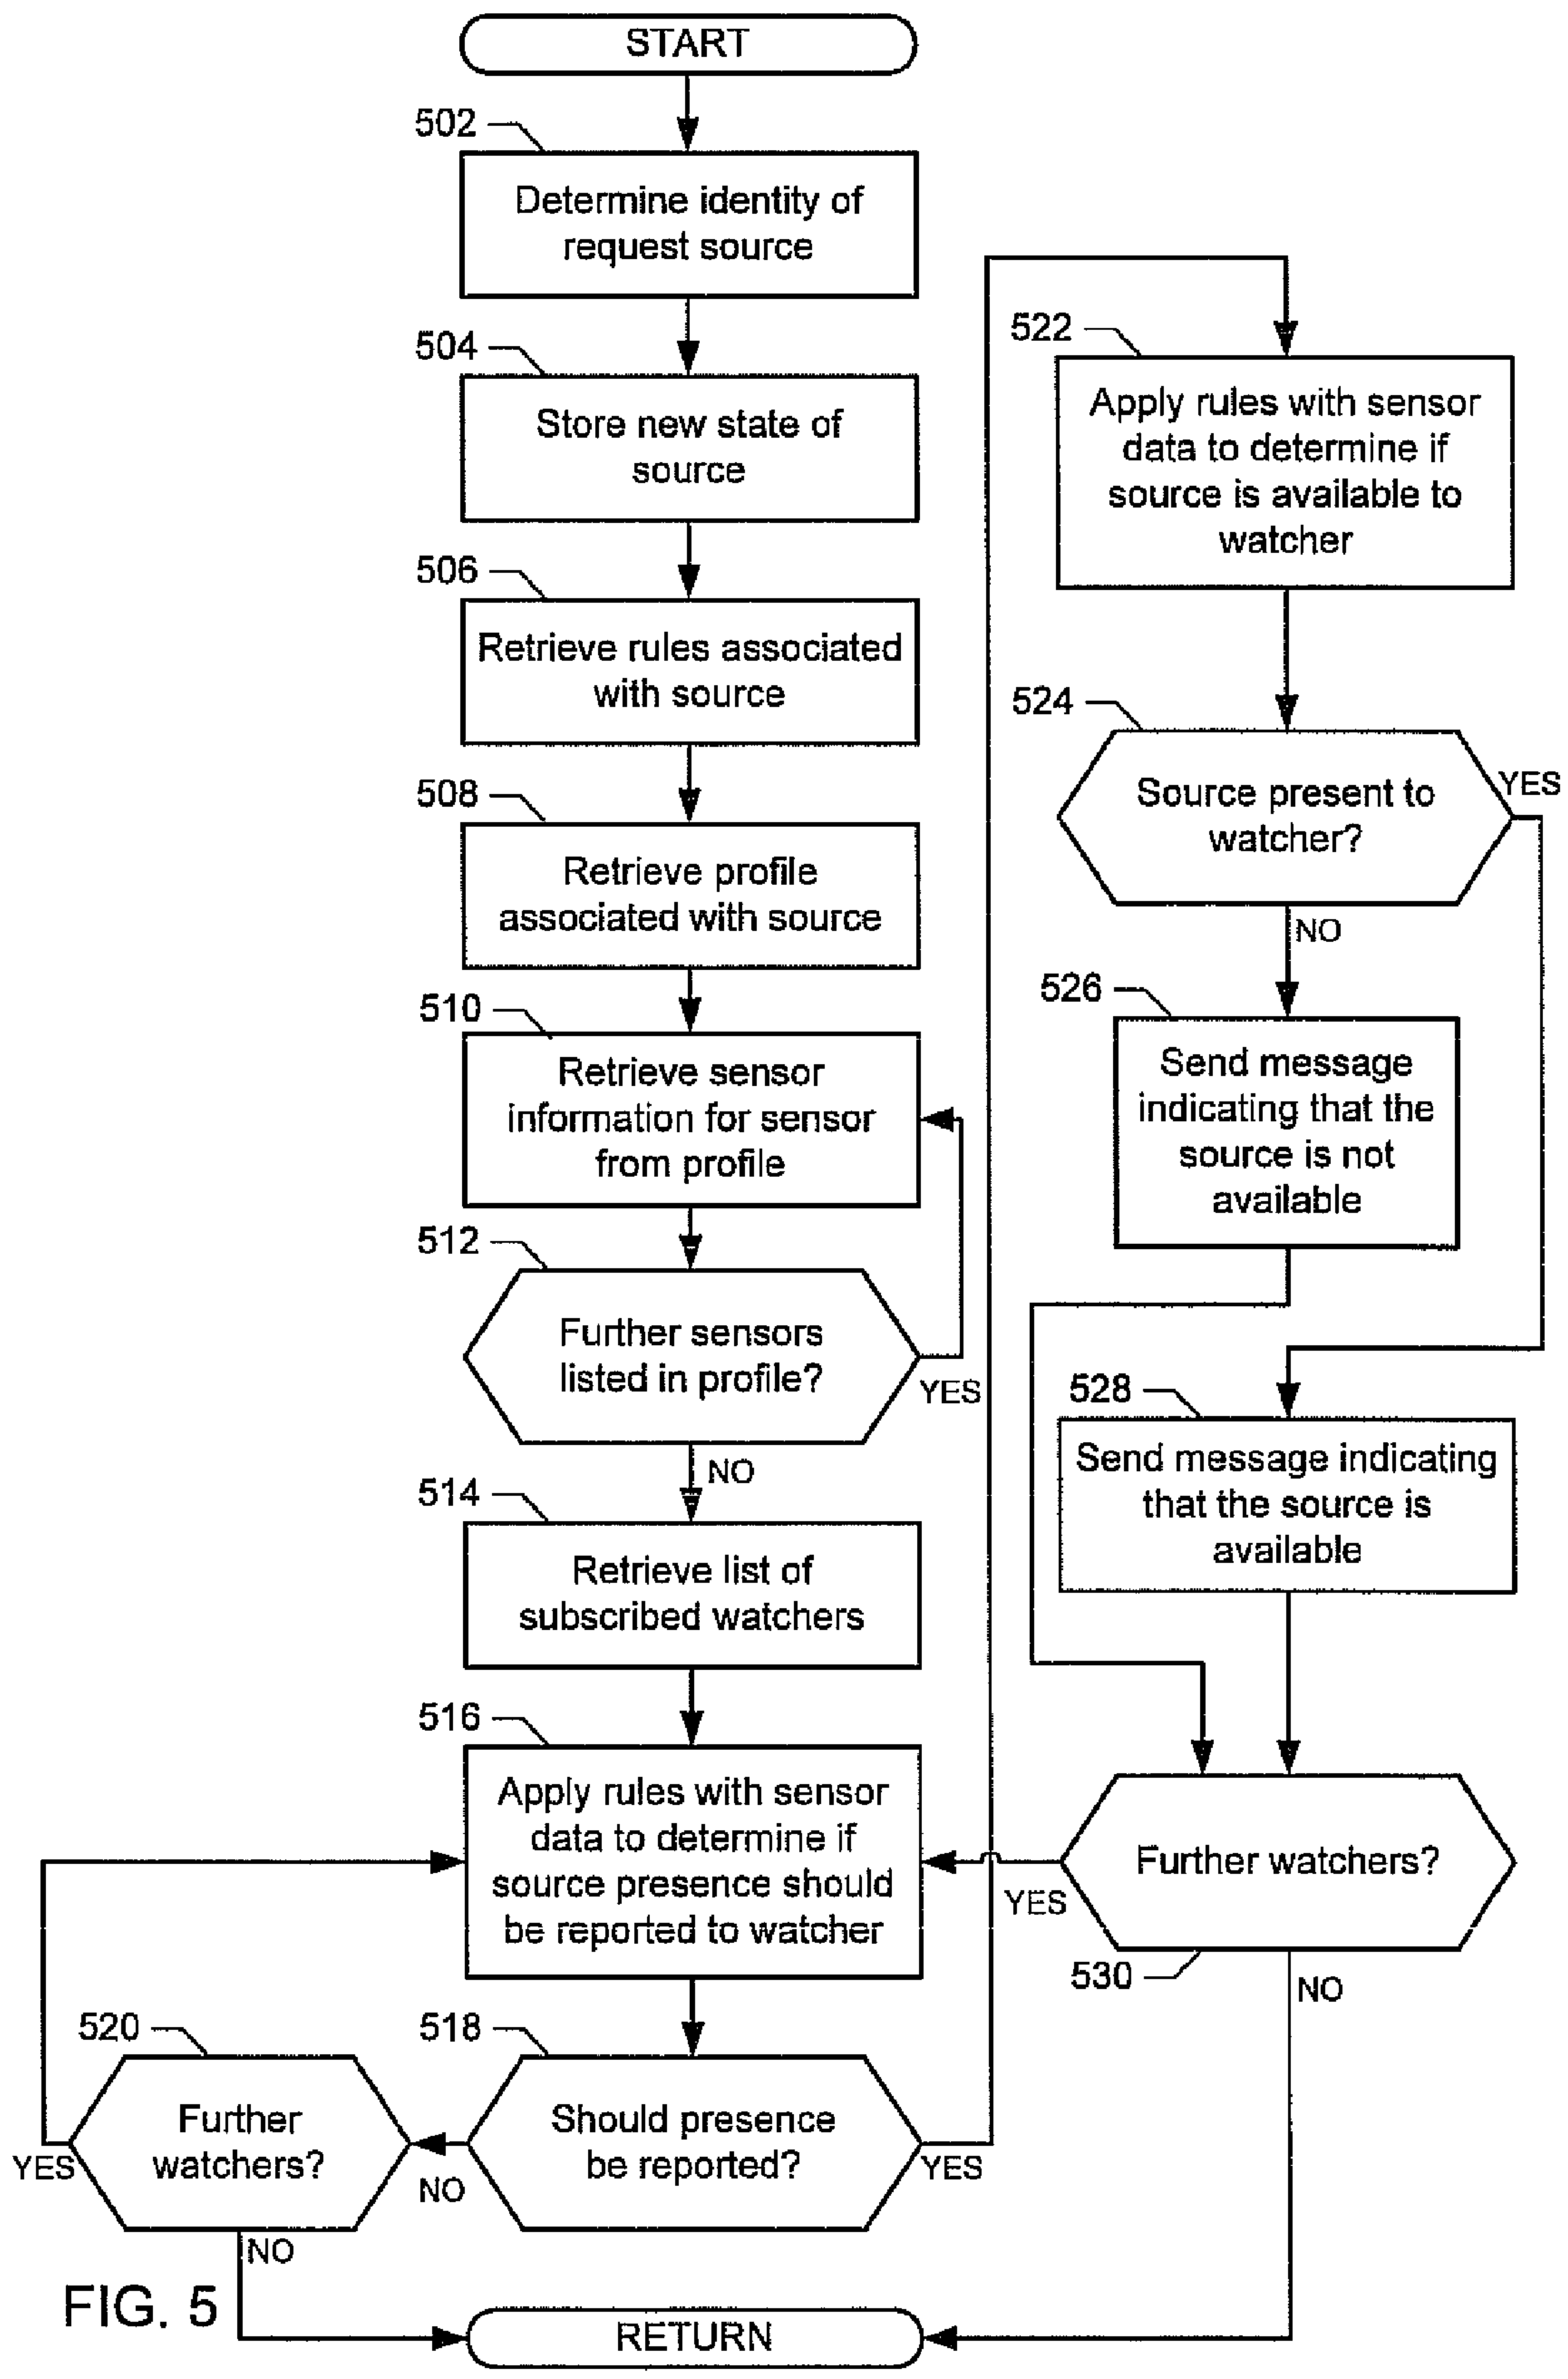 START
502
Determine identity of
request source
504
Store new state of
source
506
Retrieve rules associated
with source
508
Retrieve profile
associated with source
510
Retrieve sensor
information for sensor
from profile
512
Further sensors
listed in profile?
YES
NO
514
Retrieve list of
subscribed watchers
516
Apply rules with sensor
data to determine if
source presence should
be reported to watcher
518
Should presence
be reported?
YES
NO
520
Further
watchers?
YES
NO
522
Apply rules with sensor
data to determine if
source is available to
watcher
524
Source present to
watcher?
YES
NO
526
Send message
indicating that the
source is not
available
528
Send message indicating
that the source is
available
Further watchers?
YES
530
NO
RETURN
FIG. 5